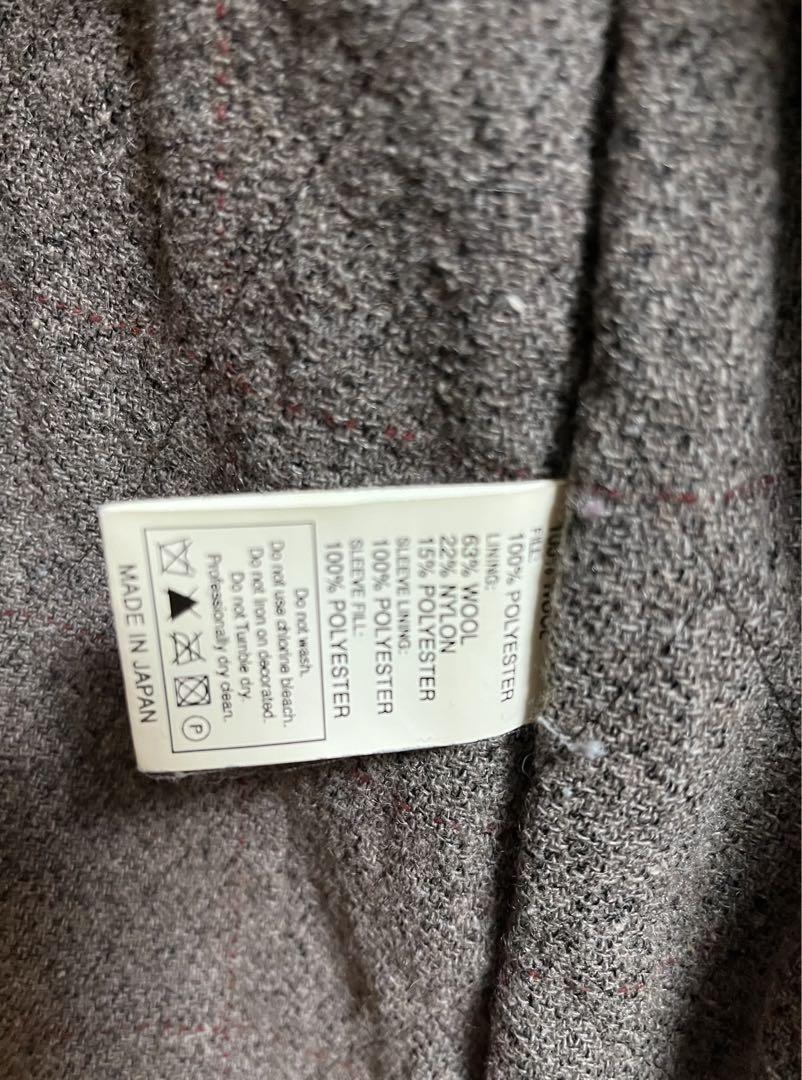 100% WOOL
FILL:
100% POLYESTER
LINING:
63% WOOL
22% NYLON
15% POLYESTER
SLEEVE LINING:
100% POLYESTER
SLEEVE FILL:
100% POLYESTER
Do not wash.
Do not use chlorine bleach.
Do not Iron on decorated.
Do not Tumble dry.
Professionally dry clean.
P
MADE IN JAPAN